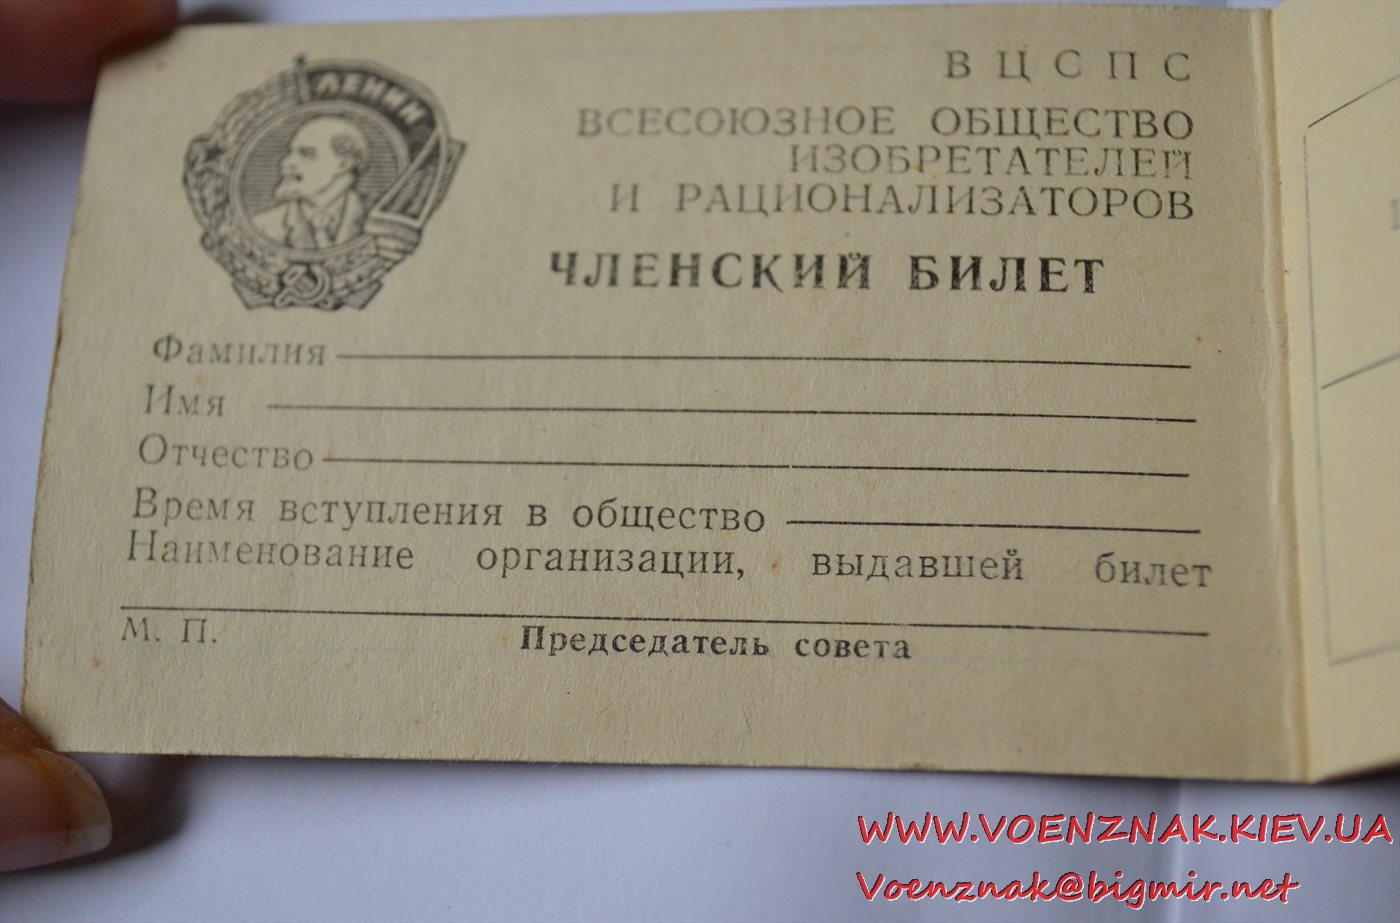 ЛЕНИН
В Ц С П С
ВСЕСОЮЗНОЕ ОБЩЕСТВО
ИЗОБРЕТАТЕЛЕЙ
И РАЦИОНАЛИЗАТОРОВ
ЧЛЕНСКИЙ БИЛЕТ
Фамилия
Имя
Отчество
Время вступления в общество
Наименование организации, выдавшей билет
М. П.
Председатель совета
WWW.VOENZNAK.KIEV.UA
Voenznak@bigmir.net